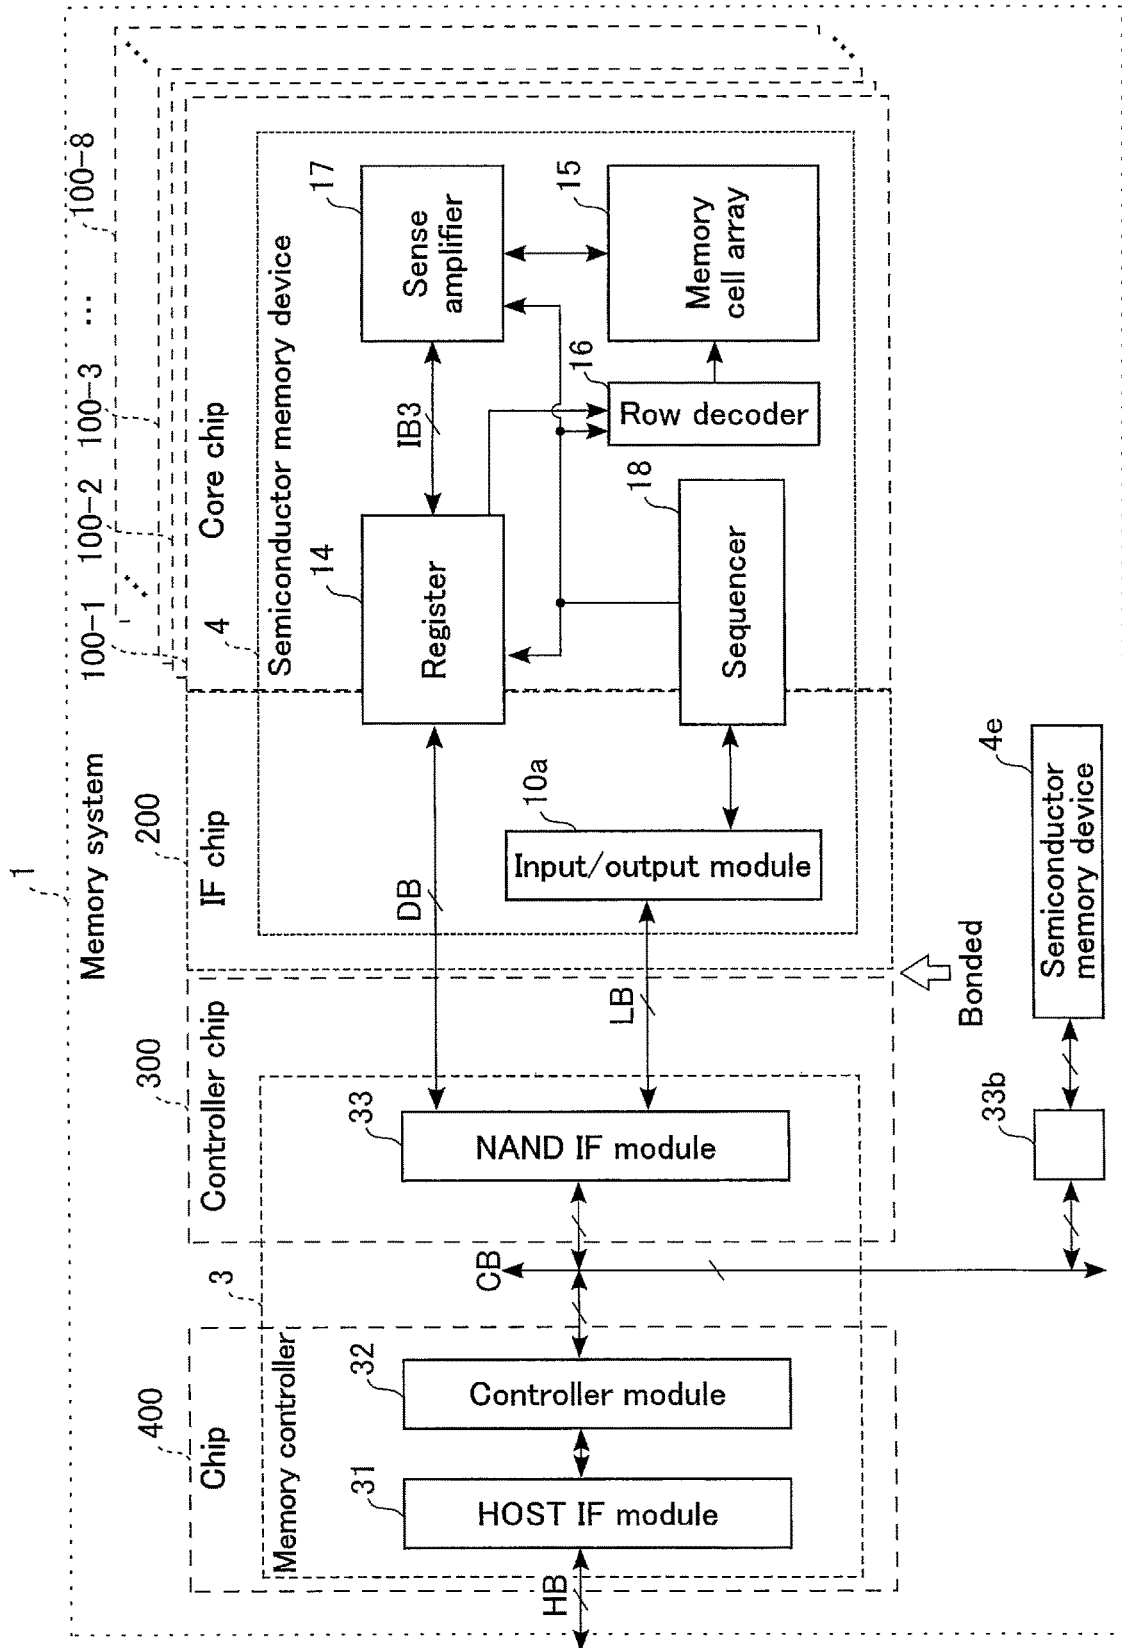 1
Memory system
400
Chip
3
Memory controller
HB
31
HOST IF module
32
Controller module
CB
300
Controller chip
33
NAND IF module
DB
LB
Bonded
200
IF chip
10a
Input/output module
100-1
100-2
100-3
...
100-8
Core chip
4
Semiconductor memory device
14
Register
IB3
17
Sense
amplifier
18
Sequencer
16
Row decoder
15
Memory
cell array
33b
4e
Semiconductor
memory device